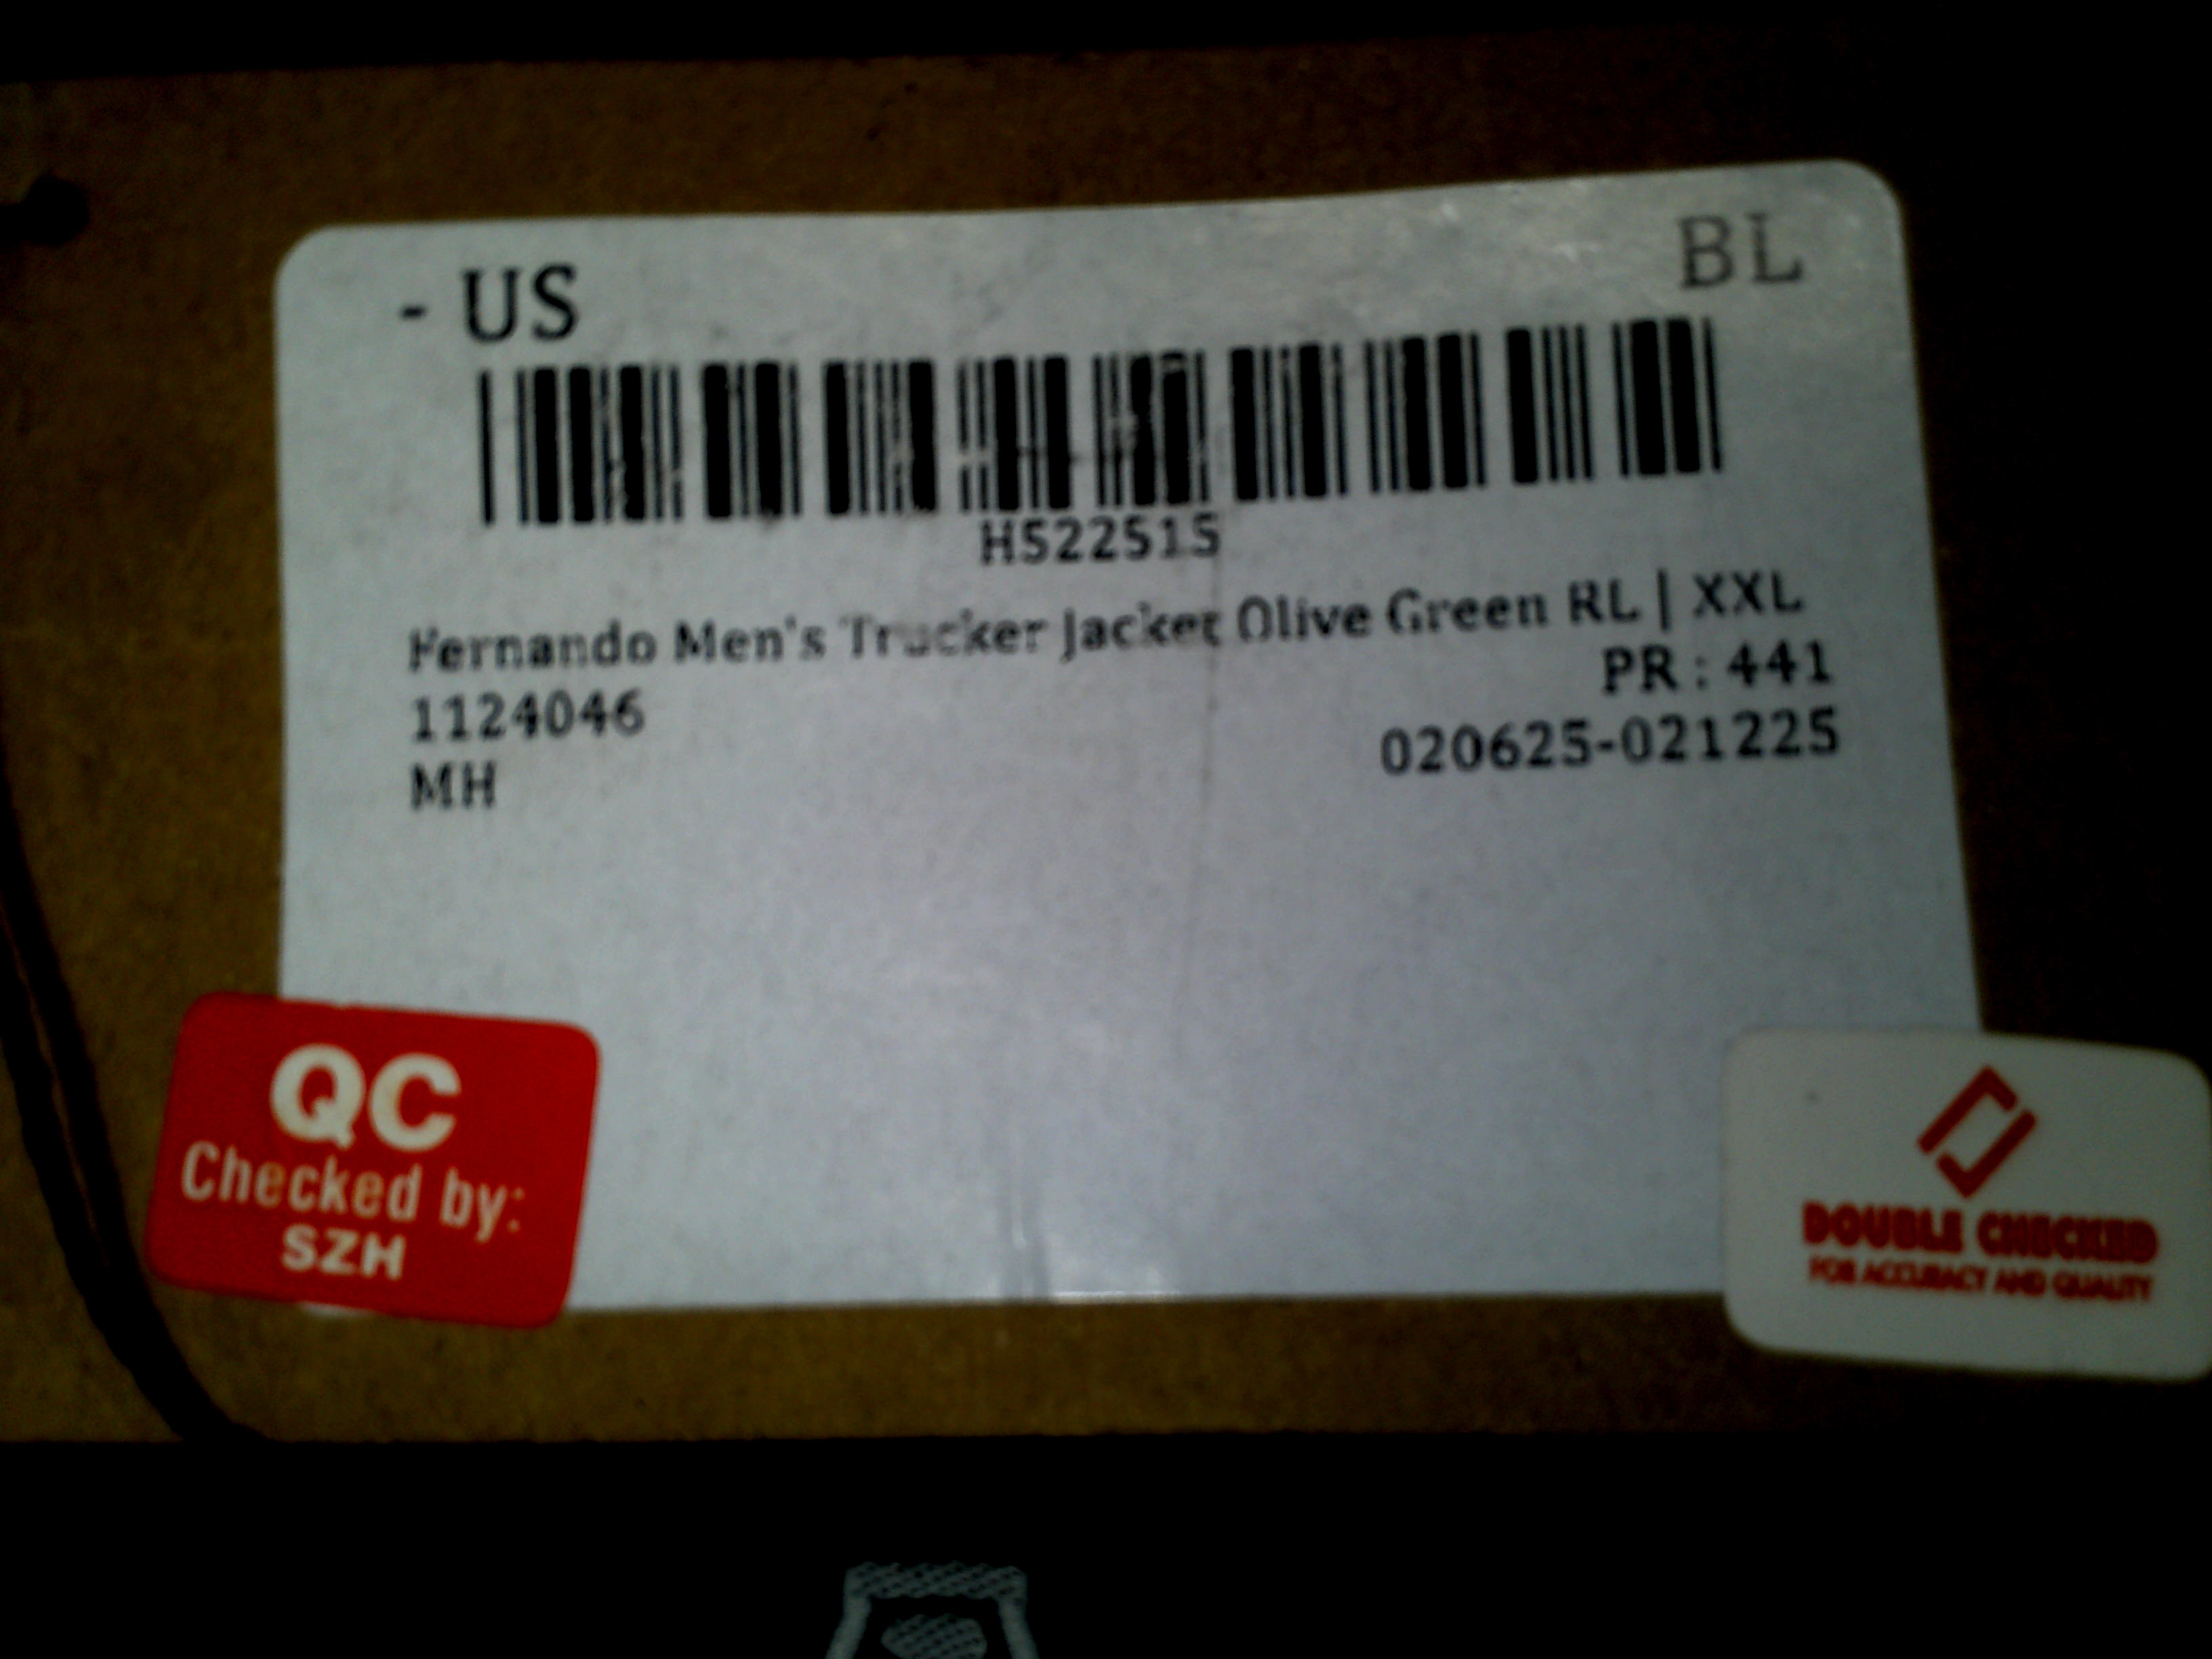 - US
BL
H522515
Fernando Men's Trucker Jacket Olive Green RL | XXL
PR : 441
1124046
020625-021225
MH
QC
Checked by:
SZH
DOUBLE CHECKED
FOR ACCURACY AND QUALITY